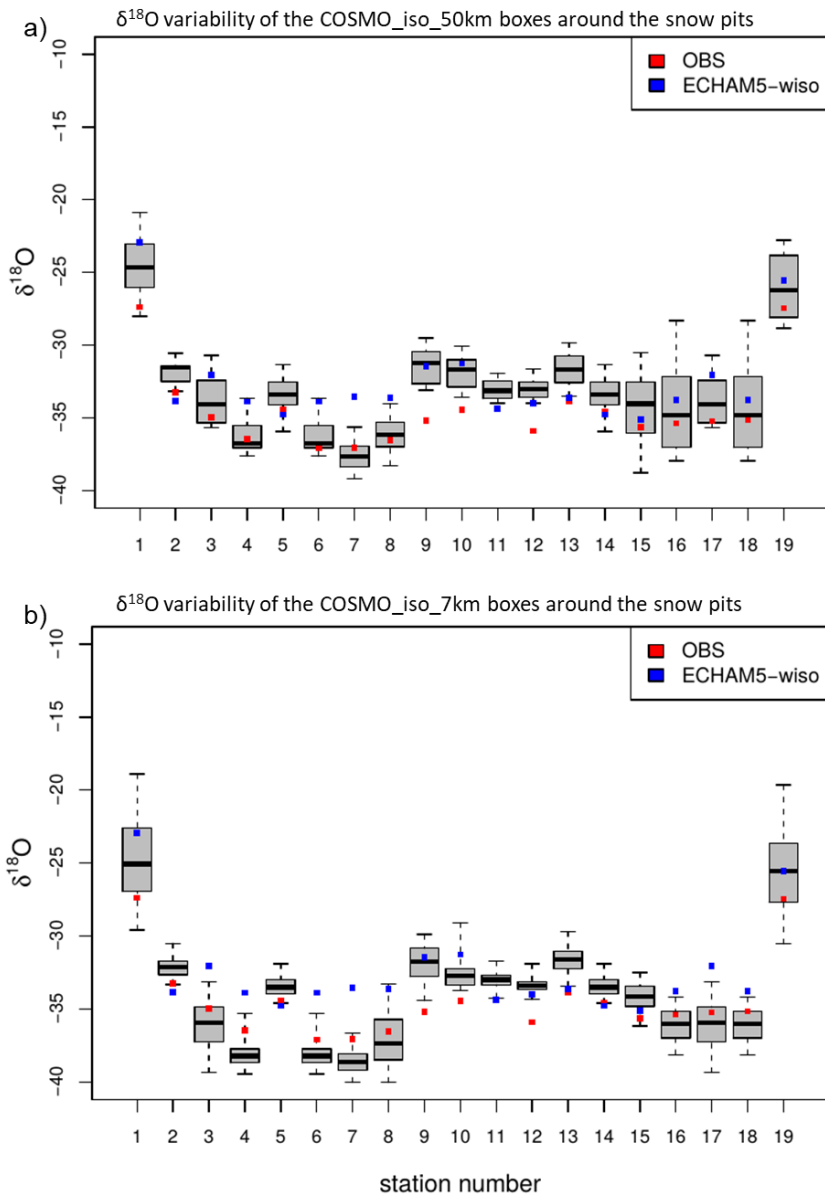 a)
δ¹⁸O variability of the COSMO_iso_50km boxes around the snow pits
OBS
ECHAM5−wiso
δ¹⁸O
−10
−15
−20
−25
−30
−35
−40
1 2 3 4 5 6 7 8 9 10 11 12 13 14 15 16 17 18 19
b)
δ¹⁸O variability of the COSMO_iso_7km boxes around the snow pits
OBS
ECHAM5−wiso
δ¹⁸O
−10
−15
−20
−25
−30
−35
−40
1 2 3 4 5 6 7 8 9 10 11 12 13 14 15 16 17 18 19
station number